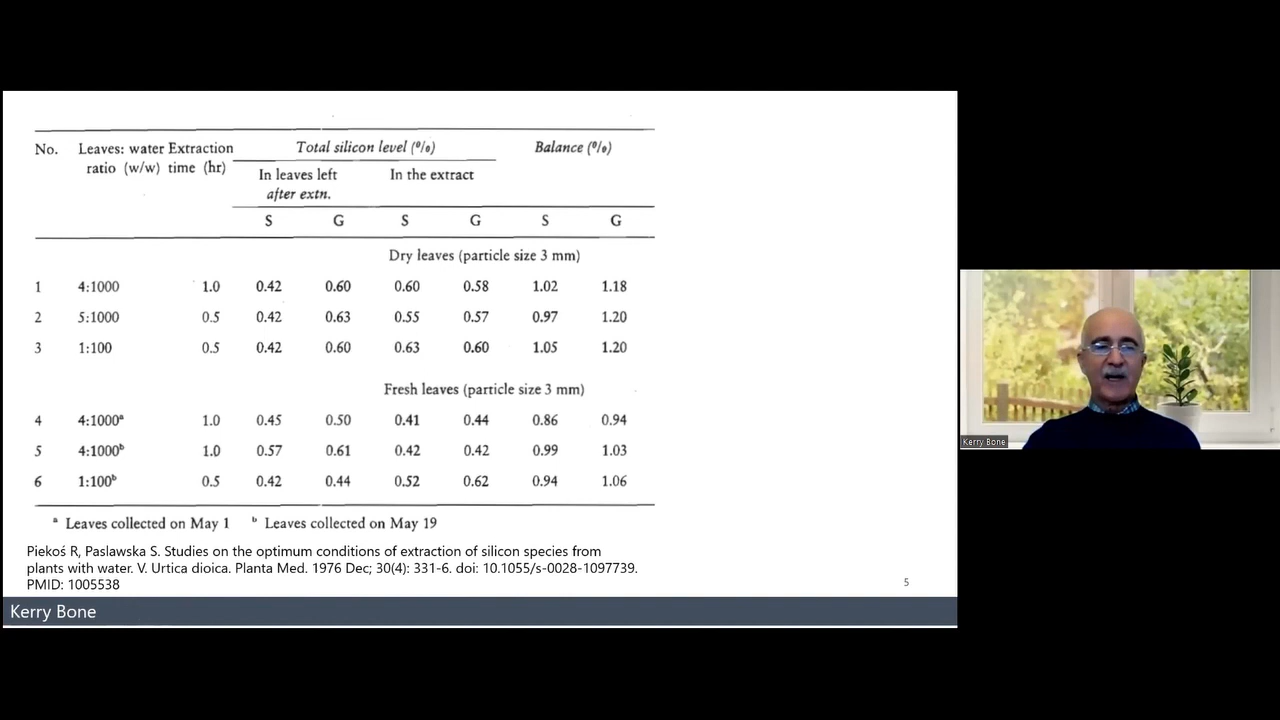 No. Leaves: water Extraction Total silicon level (%) Balance (%)
ratio (w/w) time (hr)
In leaves left In the extract
after extn.
S G S G S G
Dry leaves (particle size 3 mm)
1 4:1000 1.0 0.42 0.60 0.60 0.58 1.02 1.18
2 5:1000 0.5 0.42 0.63 0.55 0.57 0.97 1.20
3 1:100 0.5 0.42 0.60 0.63 0.60 1.05 1.20
Fresh leaves (particle size 3 mm)
4 4:1000ᵃ 1.0 0.45 0.50 0.41 0.44 0.86 0.94
5 4:1000ᵇ 1.0 0.57 0.61 0.42 0.42 0.99 1.03
6 1:100ᵇ 0.5 0.42 0.44 0.52 0.62 0.94 1.06
ᵃ Leaves collected on May 1 ᵇ Leaves collected on May 19
Piekoś R, Paslawska S. Studies on the optimum conditions of extraction of silicon species from
plants with water. V. Urtica dioica. Planta Med. 1976 Dec; 30(4): 331-6. doi: 10.1055/s-0028-1097739.
PMID: 1005538
5
Kerry Bone
Kerry Bone